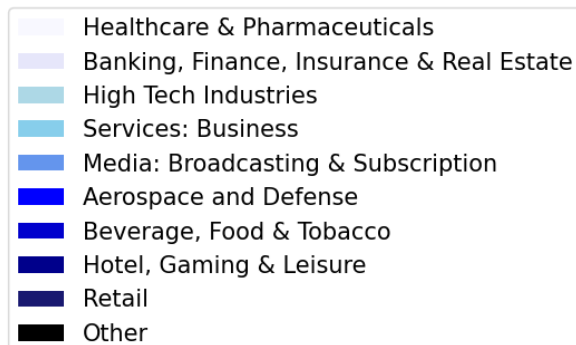 Healthcare & Pharmaceuticals
Banking, Finance, Insurance & Real Estate
High Tech Industries
Services: Business
Media: Broadcasting & Subscription
Aerospace and Defense
Beverage, Food & Tobacco
Hotel, Gaming & Leisure
Retail
Other